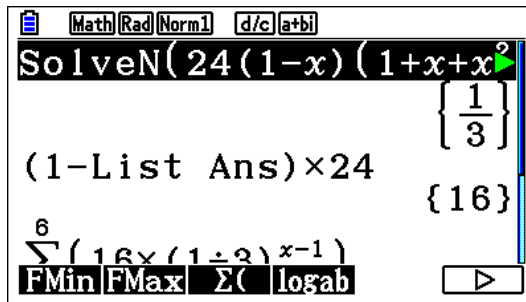 Math Rad Norm1 d/c a+bi
SolveN(24(1-x)(1+x+x²
{1/3}
(1-List Ans)×24
{16}
6
Σ(16×(1÷3)^(x-1))
FMin FMax Σ( logab ▷